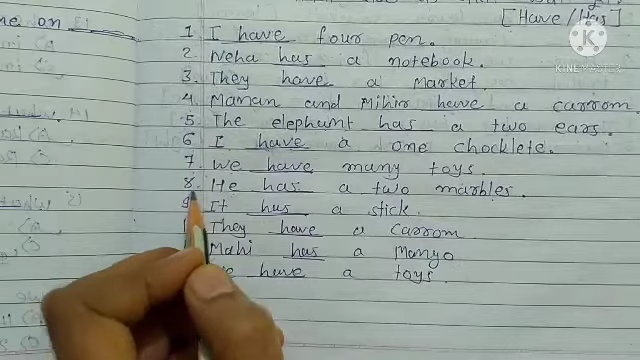 [Have/Has]
1 I have four pen.
2. Neha has a notebook.
3. They have a market.
4 Maman and Mihir have a carrom.
5. The elephant has a two ears.
6 I have a one chocklete.
7. We have many toys.
8. He has a two marbles.
9 It has a stick.
They have a carrom.
Mahi has a Mango
have a toys.
KINEMASTER